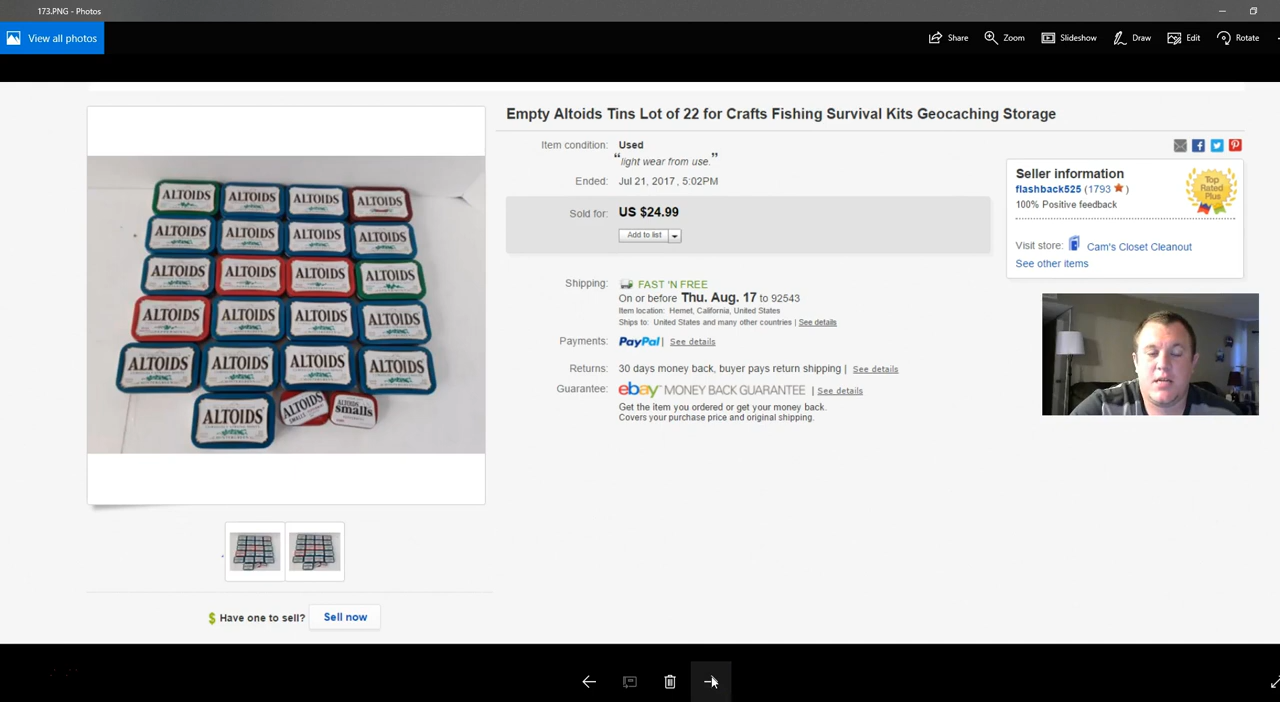 173.PNG - Photos
View all photos
Share
Zoom
Slideshow
Draw
Edit
Rotate
Empty Altoids Tins Lot of 22 for Crafts Fishing Survival Kits Geocaching Storage
Item condition: Used
“light wear from use.”
Ended: Jul 21, 2017 , 5:02PM
Sold for: US $24.99
Add to list
Shipping: FAST 'N FREE
On or before Thu. Aug. 17 to 92543
Item location: Hemet, California, United States
Ships to: United States and many other countries | See details
Payments: PayPal | See details
Returns: 30 days money back, buyer pays return shipping | See details
Guarantee: ebay MONEY BACK GUARANTEE | See details
Get the item you ordered or get your money back.
Covers your purchase price and original shipping.
Seller information
flashback525 (1793 )
100% Positive feedback
Top
Rated
Plus
Visit store: Cam's Closet Cleanout
See other items
ALTOIDS ALTOIDS ALTOIDS ALTOIDS
ALTOIDS ALTOIDS ALTOIDS ALTOIDS
ALTOIDS ALTOIDS ALTOIDS ALTOIDS
ALTOIDS ALTOIDS ALTOIDS ALTOIDS
ALTOIDS ALTOIDS ALTOIDS ALTOIDS
ALTOIDS ALTOIDS SMALLS ALTOIDS smalls
$ Have one to sell? Sell now